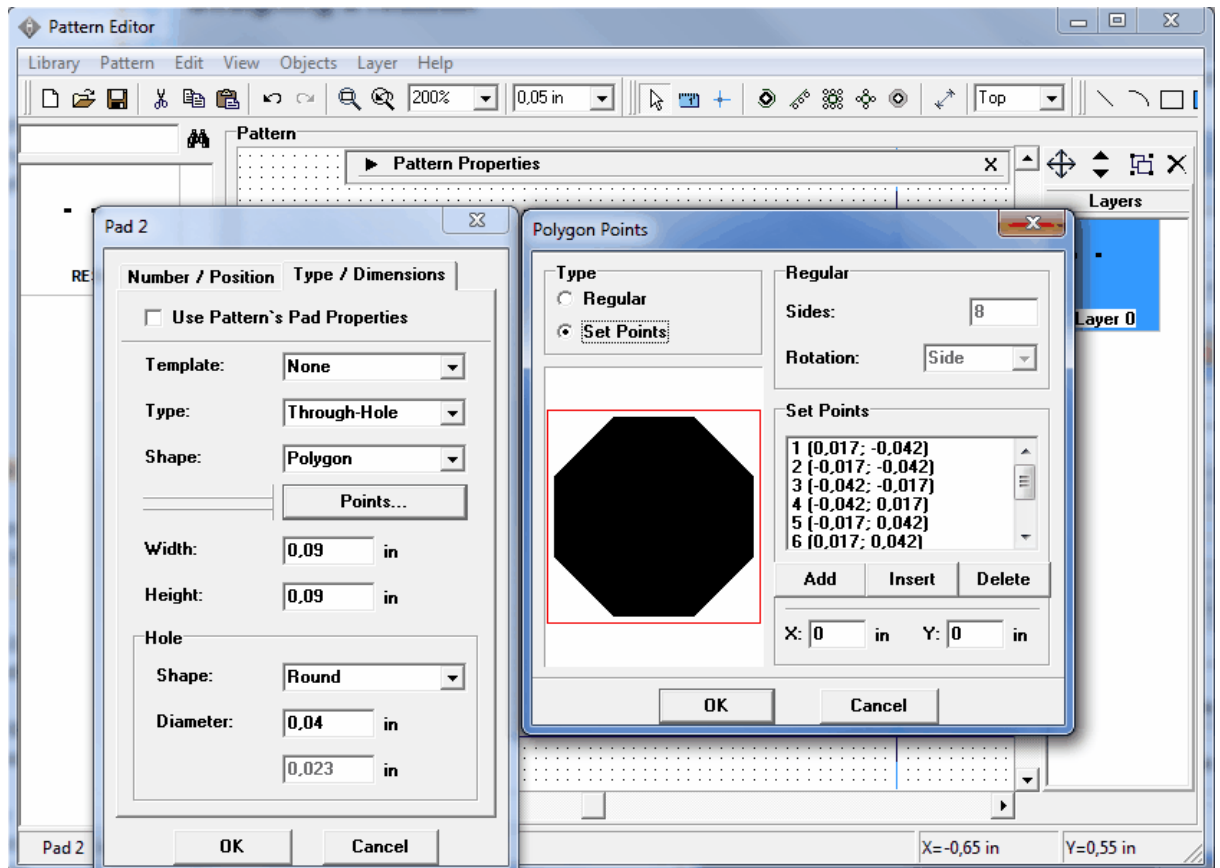 Pattern Editor
Library Pattern Edit View Objects Layer Help
200% 0,05 in Top
Pattern
Pattern Properties X
Layers
RE
Layer 0
Pad 2
Number / Position Type / Dimensions
Use Pattern`s Pad Properties
Template: None
Type: Through-Hole
Shape: Polygon
Points...
Width: 0,09 in
Height: 0,09 in
Hole
Shape: Round
Diameter: 0,04 in
0,023 in
OK Cancel
Polygon Points
Type
Regular
Set Points
Regular
Sides: 8
Rotation: Side
Set Points
1 (0,017; -0,042)
2 (-0,017; -0,042)
3 (-0,042; -0,017)
4 (-0,042; 0,017)
5 (-0,017; 0,042)
6 (0,017; 0,042)
Add Insert Delete
X: 0 in Y: 0 in
OK Cancel
Pad 2 X=-0,65 in Y=0,55 in